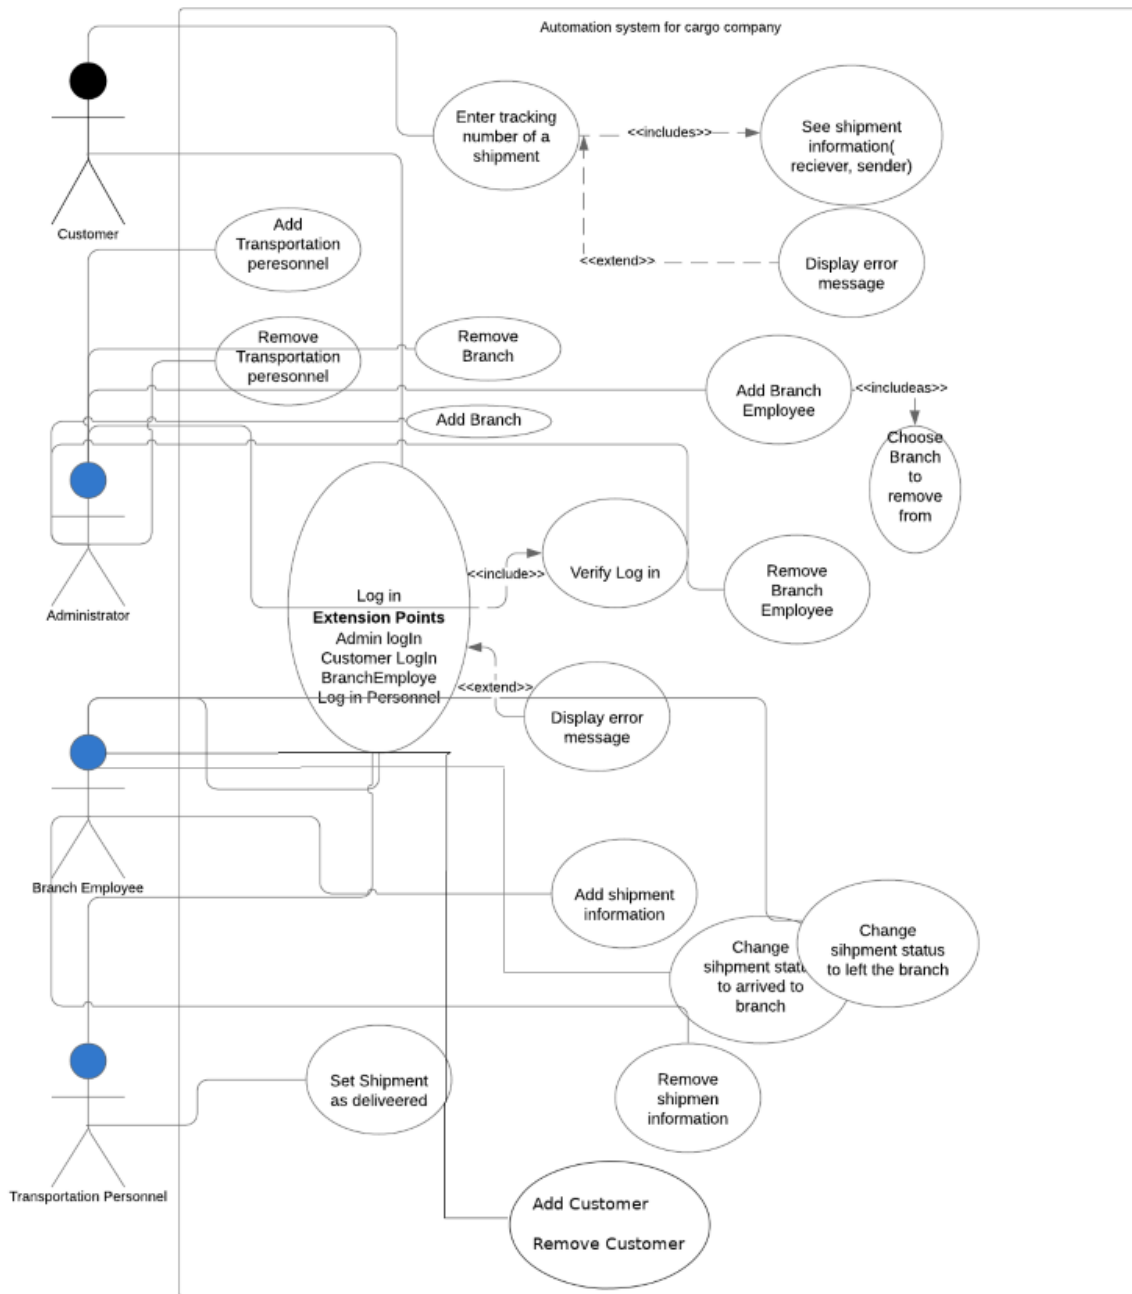 Automation system for cargo company
Enter tracking
number of a
shipment
<<includes>>
See shipment
information(
reciever, sender)
Customer
Add
Transportation
peresonnel
<<extend>>
Display error
message
Remove
Transportation
peresonnel
Remove
Branch
Add Branch
Employee
<<includeas>>
Add Branch
Choose
Branch
to
remove
from
Administrator
Log in
Extension Points
Admin logIn
Customer LogIn
BranchEmploye
Log in Personnel
<<include>>
Verify Log in
Remove
Branch
Employee
<<extend>>
Display error
message
Branch Employee
Add shipment
information
Change
sihpment statu
to arrived to
branch
Change
sihpment status
to left the branch
Set Shipment
as deliveered
Remove
shipmen
information
Transportation Personnel
Add Customer
Remove Customer